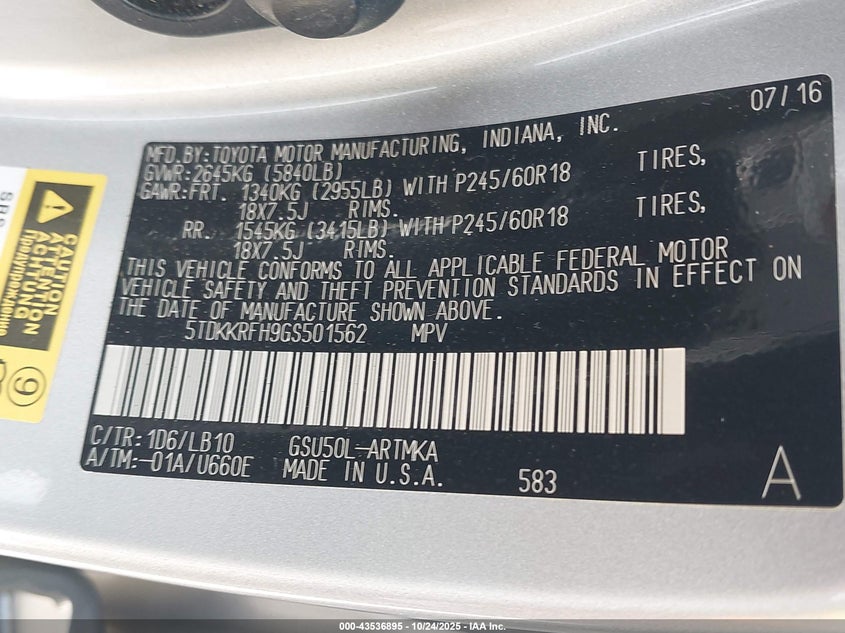 07/16
MFD.BY:TOYOTA MOTOR MANUFACTURING, INDIANA, INC.
GVWR:2645KG (5840LB)
GAWR:FRT. 1340KG (2955LB) WITH P245/60R18 TIRES,
18X7.5J RIMS.
RR. 1545KG (3415LB) WITH P245/60R18 TIRES,
18X7.5J RIMS.
THIS VEHICLE CONFORMS TO ALL APPLICABLE FEDERAL MOTOR
VEHICLE SAFETY AND THEFT PREVENTION STANDARDS IN EFFECT ON
THE DATE OF MANUFACTURE SHOWN ABOVE.
5TDKKRFH9GS501562 MPV
C/TR:1D6/LB10 GSU50L-ARTMKA
A/TM:-01A/U660E MADE IN U.S.A. 583 A
SRS
CAUTION
ATTENTION
ACHTUNG
9
000-43536895 - 10/24/2025 - IAA Inc.